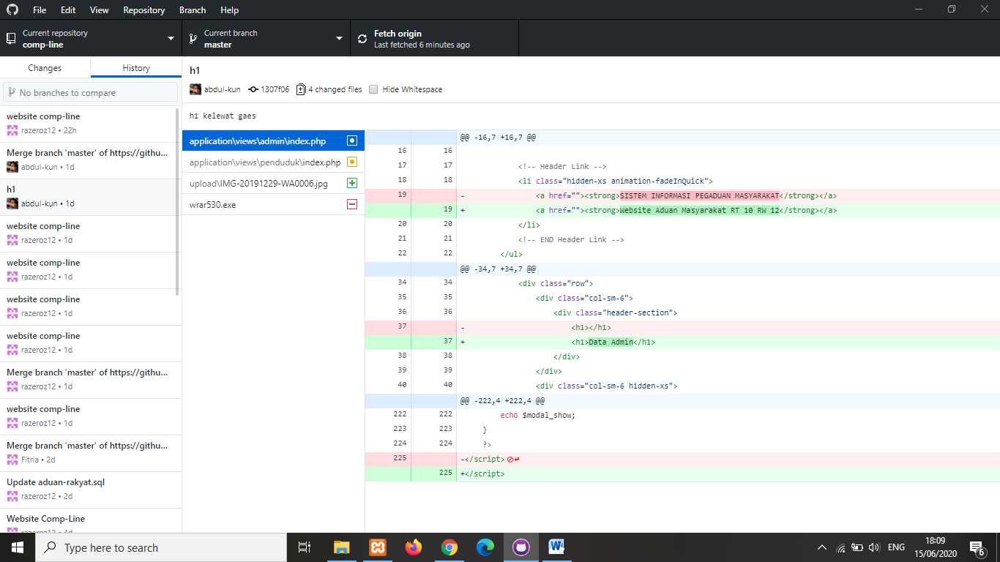 File Edit View Repository Branch Help
Current repository
comp-line
Current branch
master
Fetch origin
Last fetched 6 minutes ago
Changes
History
No branches to compare
website comp-line
razeroz12 • 22h
Merge branch 'master' of https://githu...
abdul-kun • 1d
h1
abdul-kun • 1d
website comp-line
razeroz12 • 1d
website comp-line
razeroz12 • 1d
website comp-line
razeroz12 • 1d
website comp-line
razeroz12 • 1d
Merge branch 'master' of https://githu...
razeroz12 • 1d
website comp-line
razeroz12 • 1d
Merge branch 'master' of https://githu...
Fitria • 2d
Update aduan-rakyat.sql
razeroz12 • 2d
Website Comp-Line
razeroz12 • 4d
h1
abdul-kun 1307f06 4 changed files Hide Whitespace
h1 kelewat gaes
application\views\admin\index.php
application\views\penduduk\index.php
upload\IMG-20191229-WA0006.jpg
wrar530.exe
@@ -16,7 +16,7 @@
16 16
17 17 <!-- Header Link -->
18 18 <li class="hidden-xs animation-fadeInQuick">
19 - <a href=""><strong>SISTEM INFORMASI PEGADUAN MASYARAKAT</strong></a>
19 + <a href=""><strong>Website Aduan Masyarakat RT 10 RW 12</strong></a>
20 20 </li>
21 21 <!-- END Header Link -->
22 22 </ul>
@@ -34,7 +34,7 @@
34 34 <div class="row">
35 35 <div class="col-sm-6">
36 36 <div class="header-section">
37 - <h1></h1>
37 + <h1>Data Admin</h1>
38 38 </div>
39 39 </div>
40 40 <div class="col-sm-6 hidden-xs">
@@ -222,4 +222,4 @@
222 222 echo $modal_show;
223 223 }
224 224 ?>
225 -</script>
225 +</script>
Type here to search
ENG
18:09
15/06/2020
6